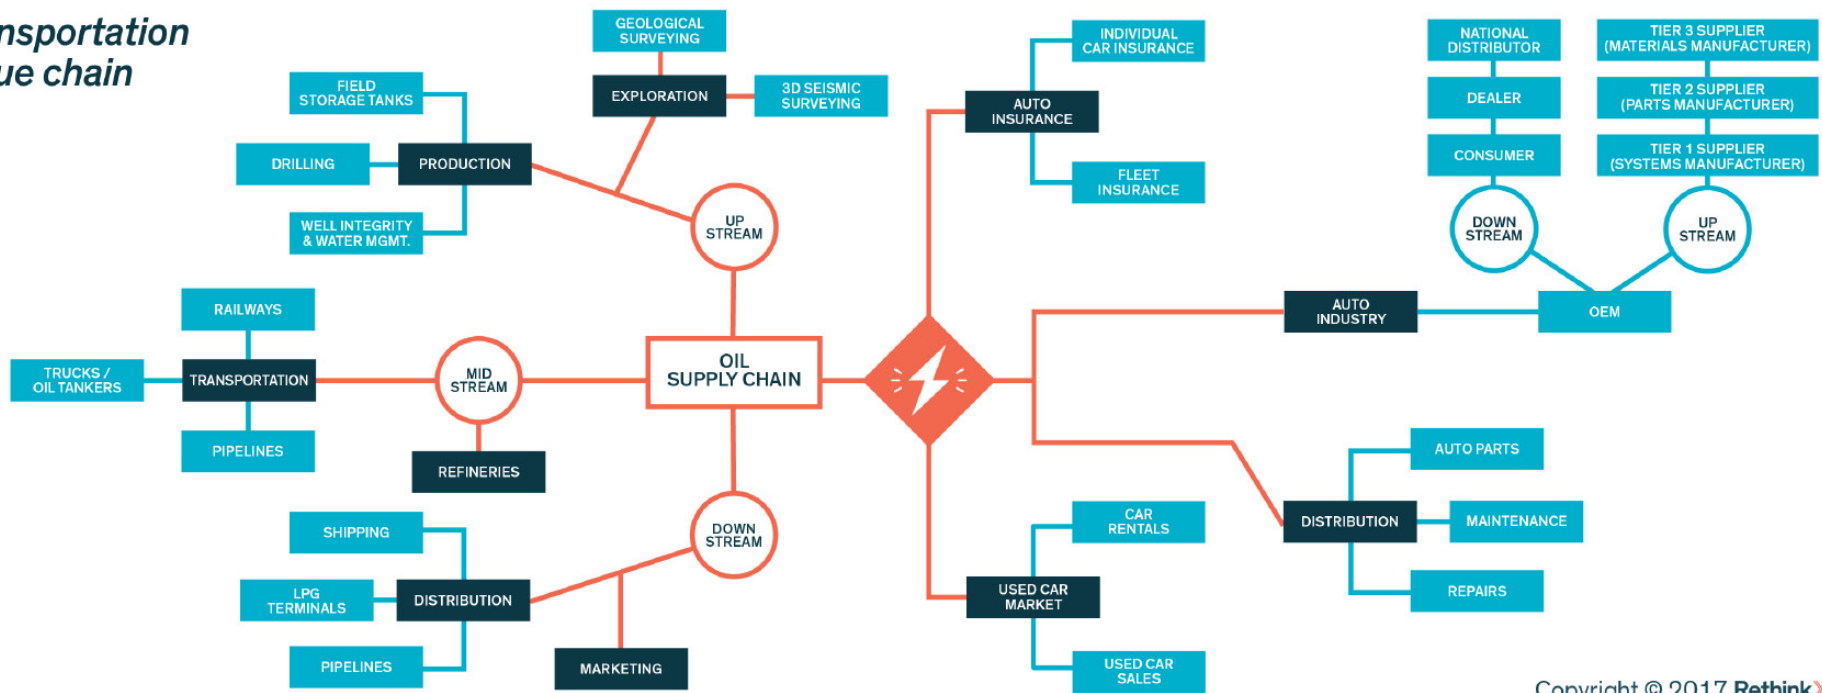 nsportation
ue chain
GEOLOGICAL
SURVEYING
EXPLORATION
3D SEISMIC
SURVEYING
FIELD
STORAGE TANKS
DRILLING
PRODUCTION
WELL INTEGRITY
& WATER MGMT.
UP
STREAM
RAILWAYS
TRUCKS /
OIL TANKERS
TRANSPORTATION
PIPELINES
MID
STREAM
REFINERIES
OIL
SUPPLY CHAIN
SHIPPING
LPG
TERMINALS
DISTRIBUTION
PIPELINES
MARKETING
DOWN
STREAM
INDIVIDUAL
CAR INSURANCE
AUTO
INSURANCE
FLEET
INSURANCE
NATIONAL
DISTRIBUTOR
DEALER
CONSUMER
DOWN
STREAM
TIER 3 SUPPLIER
(MATERIALS MANUFACTURER)
TIER 2 SUPPLIER
(PARTS MANUFACTURER)
TIER 1 SUPPLIER
(SYSTEMS MANUFACTURER)
UP
STREAM
AUTO
INDUSTRY
OEM
CAR
RENTALS
USED CAR
MARKET
USED CAR
SALES
AUTO PARTS
DISTRIBUTION
MAINTENANCE
REPAIRS
Copyright © 2017 Rethink